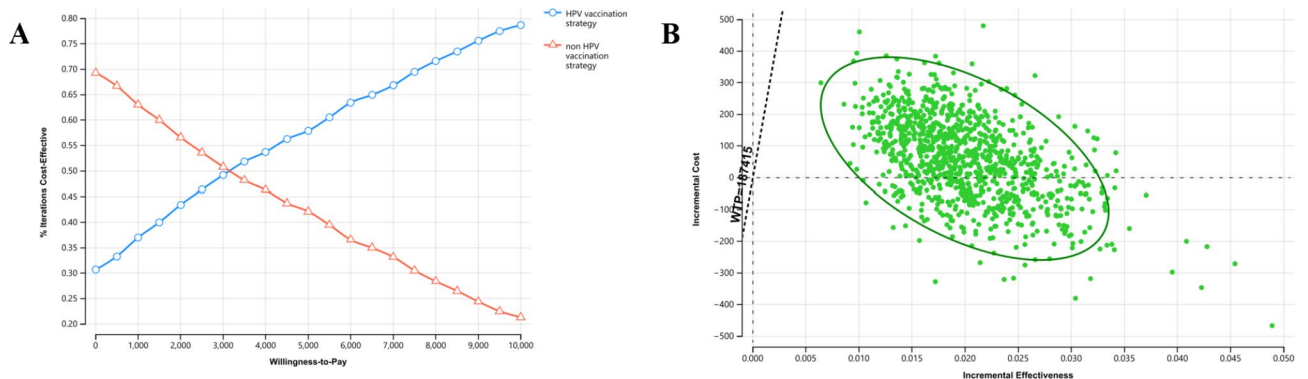 A
HPV vaccination
strategy
non HPV
vaccination
strategy
0.80
0.75
0.70
0.65
0.60
0.55
0.50
0.45
0.40
0.35
0.30
0.25
0.20
% Iterations Cost-Effective
0 1,000 2,000 3,000 4,000 5,000 6,000 7,000 8,000 9,000 10,000
Willingness-to-Pay
B
500
400
300
200
100
0
−100
−200
−300
−400
−500
Incremental Cost
WTP=187415
0.000 0.005 0.010 0.015 0.020 0.025 0.030 0.035 0.040 0.045 0.050
Incremental Effectiveness